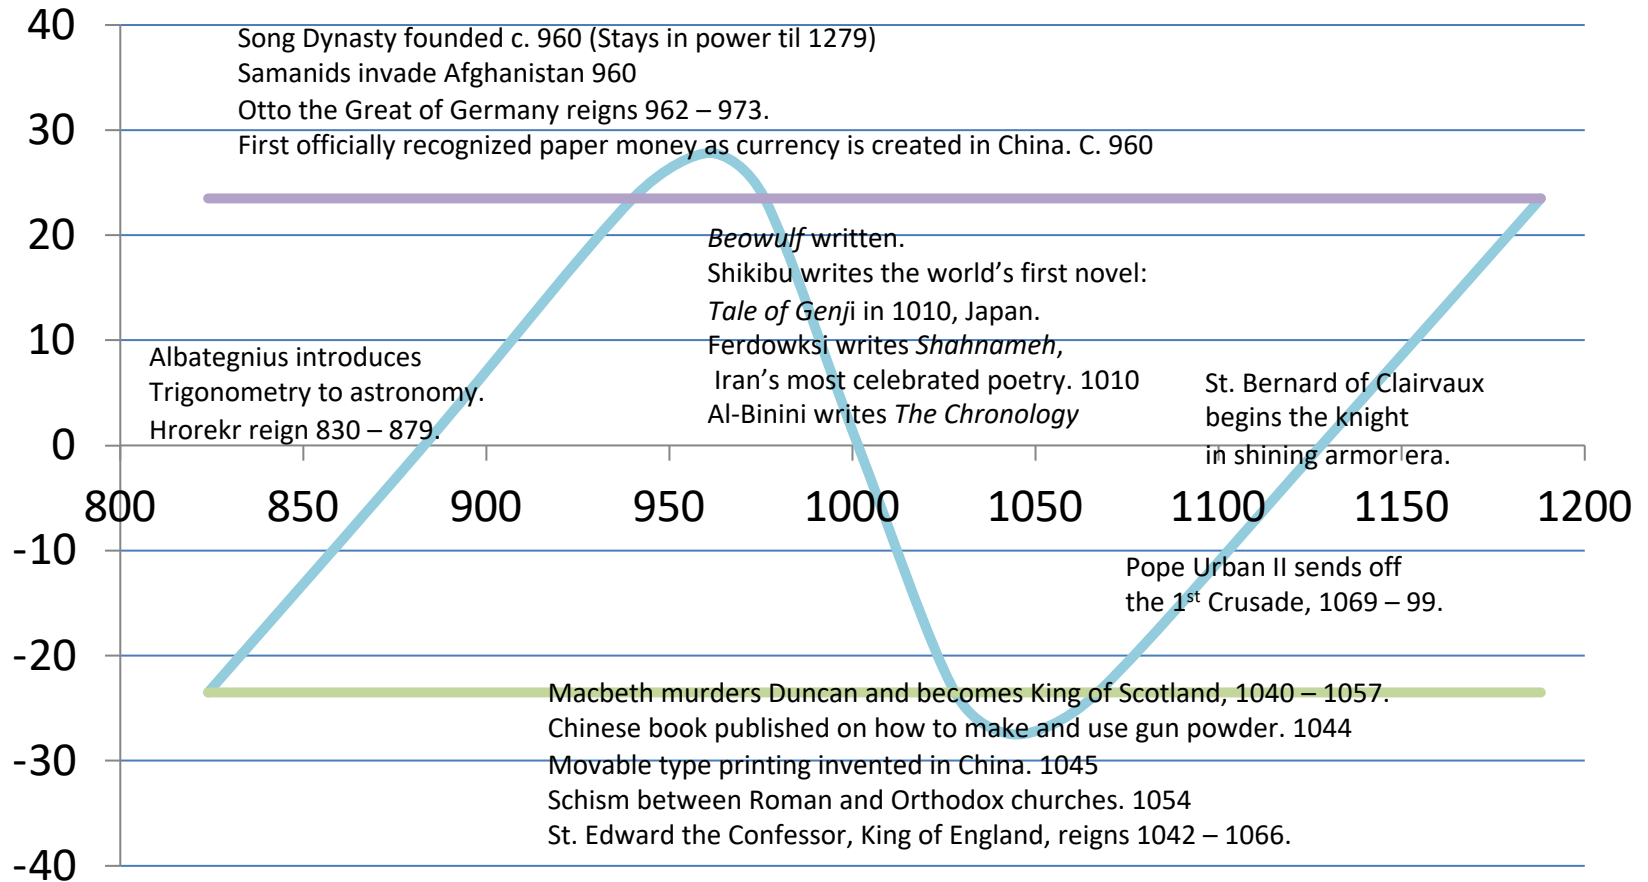 40
Song Dynasty founded c. 960 (Stays in power til 1279)
Samanids invade Afghanistan 960
Otto the Great of Germany reigns 962 – 973.
30
First officially recognized paper money as currency is created in China. C. 960
20
Beowulf written.
Shikibu writes the world’s first novel:
Tale of Genji in 1010, Japan.
10
Ferdowksi writes Shahnameh,
Iran’s most celebrated poetry. 1010
Al-Binini writes The Chronology
Albategnius introduces
Trigonometry to astronomy.
Hrorekr reign 830 – 879.
St. Bernard of Clairvaux
begins the knight
in shining armor era.
0
800 850 900 950 1000 1050 1100 1150 1200
-10
Pope Urban II sends off
the 1st Crusade, 1069 – 99.
-20
Macbeth murders Duncan and becomes King of Scotland, 1040 – 1057.
Chinese book published on how to make and use gun powder. 1044
-30
Movable type printing invented in China. 1045
Schism between Roman and Orthodox churches. 1054
St. Edward the Confessor, King of England, reigns 1042 – 1066.
-40